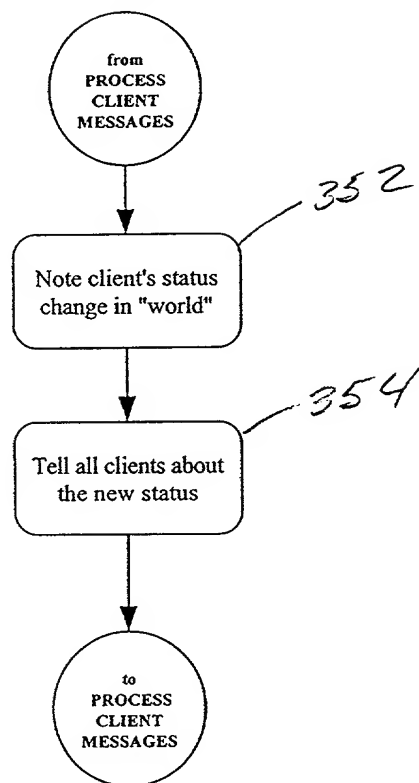 from
PROCESS
CLIENT
MESSAGES
352
Note client's status
change in "world"
354
Tell all clients about
the new status
to
PROCESS
CLIENT
MESSAGES